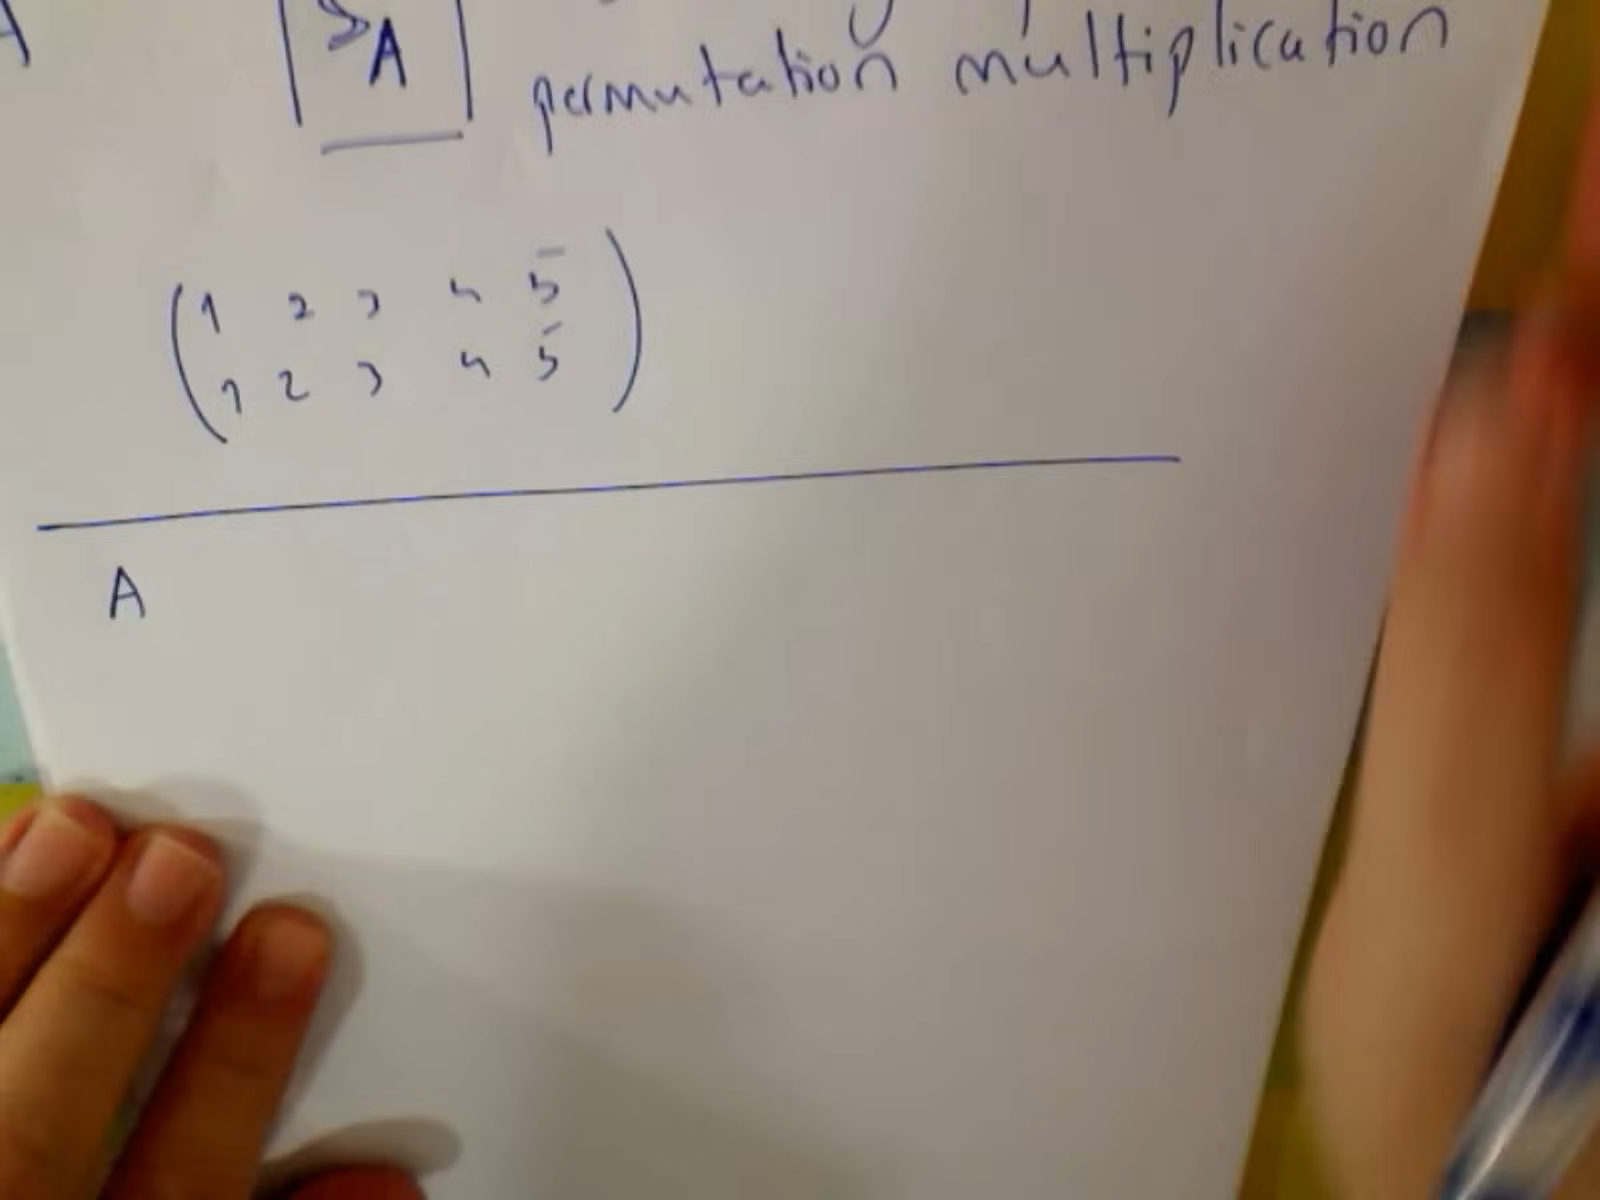 S_A
permutation multiplication
( 1 2 3 4 5
1 2 3 4 5 )
A